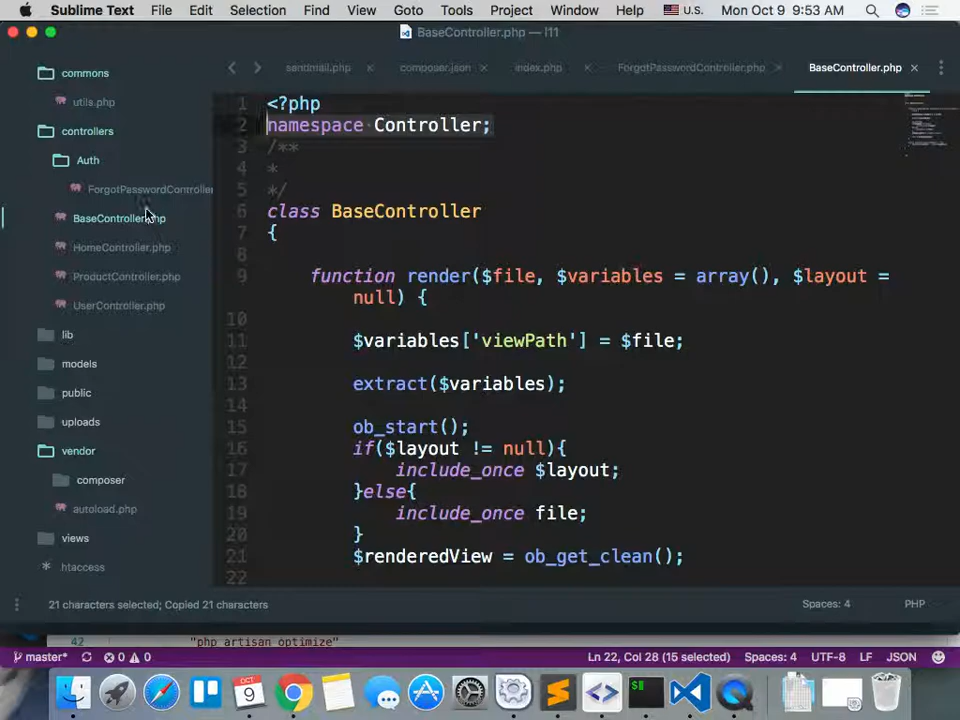 Sublime Text File Edit Selection Find View Goto Tools Project Window Help U.S. Mon Oct 9 9:53 AM
BaseController.php — l11
commons
utils.php
controllers
Auth
ForgotPasswordController
BaseController.php
HomeController.php
ProductController.php
UserController.php
lib
models
public
uploads
vendor
composer
autoload.php
views
.htaccess
sendmail.php × composer.json × index.php × ForgotPasswordController.php × BaseController.php ×
1 <?php
2 namespace Controller;
3 /**
4 *
5 */
6 class BaseController
7 {
8
9 function render($file, $variables = array(), $layout =
null) {
10
11 $variables['viewPath'] = $file;
12
13 extract($variables);
14
15 ob_start();
16 if($layout != null){
17 include_once $layout;
18 }else{
19 include_once file;
20 }
21 $renderedView = ob_get_clean();
22
21 characters selected; Copied 21 characters Spaces: 4 PHP
42 "php artisan optimize"
master* 0 0 Ln 22, Col 28 (15 selected) Spaces: 4 UTF-8 LF JSON
OCT
9